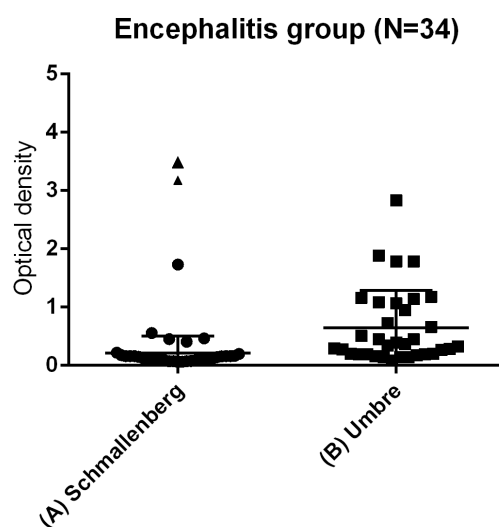 Encephalitis group (N=34)
5
4
3
2
1
0
Optical density
(A) Schmallenberg
(B) Umbre